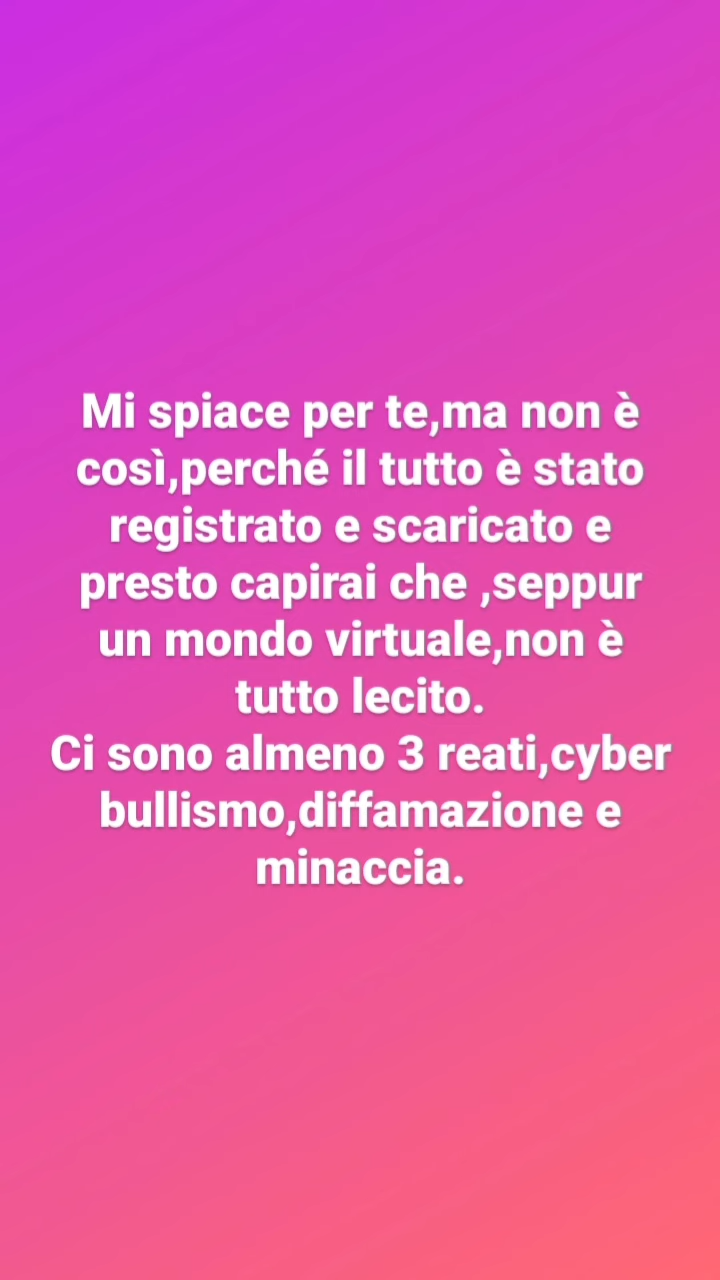 Mi spiace per te,ma non è
così,perché il tutto è stato
registrato e scaricato e
presto capirai che ,seppur
un mondo virtuale,non è
tutto lecito.
Ci sono almeno 3 reati,cyber
bullismo,diffamazione e
minaccia.